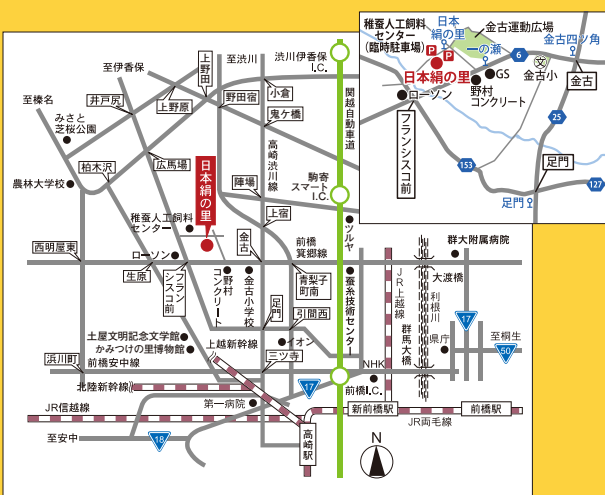 稚蚕人工飼料
センター
(臨時駐車場)
日本
絹の里
金古運動広場
一の瀬
金古四ツ角
P
P
日本絹の里
文
金古小
6
金古
GS
野村
コンクリート
ローソン
フランシスコ前
25
153
足門
127
足門
至渋川
渋川伊香保
I.C.
至伊香保
上野田
至榛名
井戸尻
みさと
芝桜公園
上野原
野田宿
小倉
鬼ケ橋
関越自動車道
柏木沢
広馬場
日本絹の里
高崎渋川線
農林大学校
陣場
駒寄
スマート
I.C.
稚蚕人工飼料
センター
上宿
ツルヤ
群大附属病院
西明屋東
ローソン
金古
前橋
箕郷線
大渡橋
生原
フラン
シスコ前
野村
コンクリート
金古小学校
足門
青梨子
町南
蚕糸技術センター
JR上越線
群馬大橋
利根川
17
引間西
土屋文明記念文学館
かみつけの里博物館
上越新幹線
イオン
県庁
至桐生
50
浜川町
前橋安中線
三ツ寺
NHK
北陸新幹線
17
前橋I.C.
第一病院
JR信越線
新前橋駅
前橋駅
JR両毛線
至安中
18
高崎駅
N